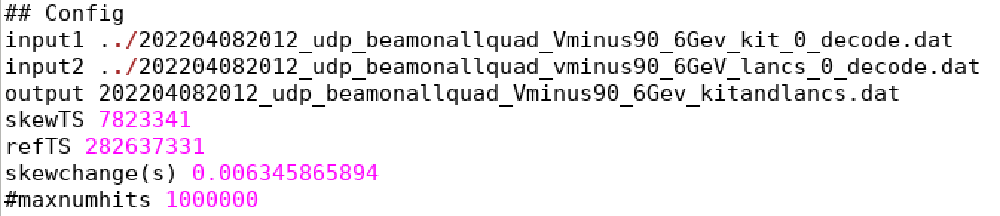 ## Config
input1 ../202204082012_udp_beamonallquad_Vminus90_6Gev_kit_0_decode.dat
input2 ../202204082012_udp_beamonallquad_vminus90_6GeV_lancs_0_decode.dat
output 202204082012_udp_beamonallquad_Vminus90_6Gev_kitandlancs.dat
skewTS 7823341
refTS 282637331
skewchange(s) 0.006345865894
#maxnumhits 1000000